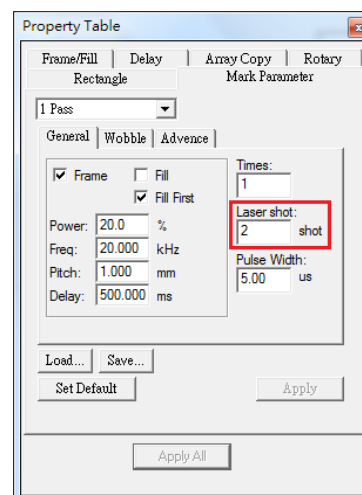 Property Table
Frame/Fill Delay Array Copy Rotary
Rectangle Mark Parameter
1 Pass
General Wobble Advence
Frame Fill
Fill First
Power: 20.0 %
Freq: 20.000 kHz
Pitch: 1.000 mm
Delay: 500.000 ms
Times:
1
Laser shot:
2 shot
Pulse Width:
5.00 us
Load... Save...
Set Default Apply
Apply All